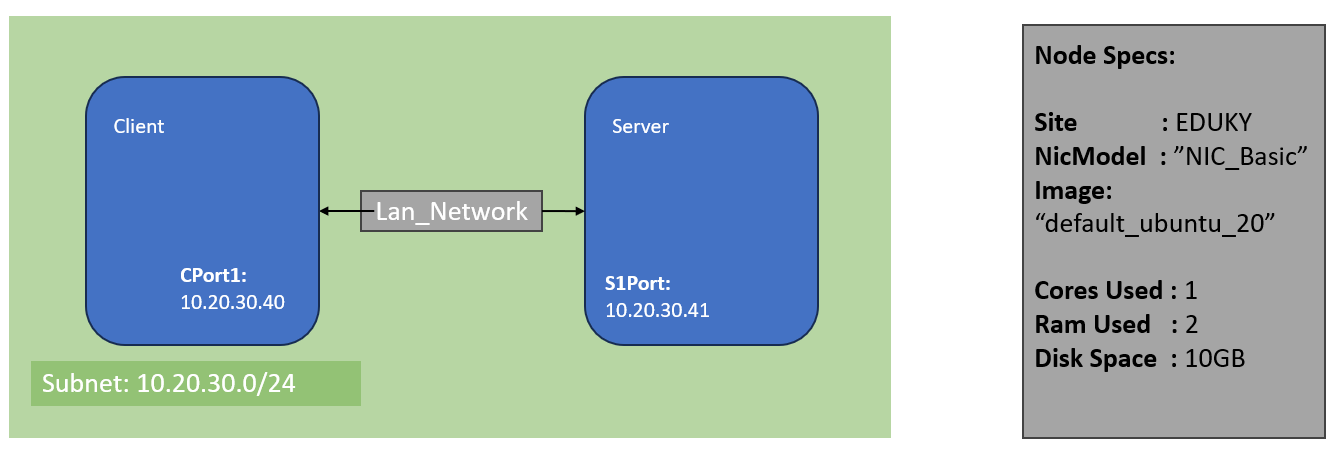 Client
Server
Lan_Network
CPort1:
10.20.30.40
S1Port:
10.20.30.41
Subnet: 10.20.30.0/24
Node Specs:
Site : EDUKY
NicModel : ”NIC_Basic”
Image:
“default_ubuntu_20”
Cores Used : 1
Ram Used : 2
Disk Space : 10GB